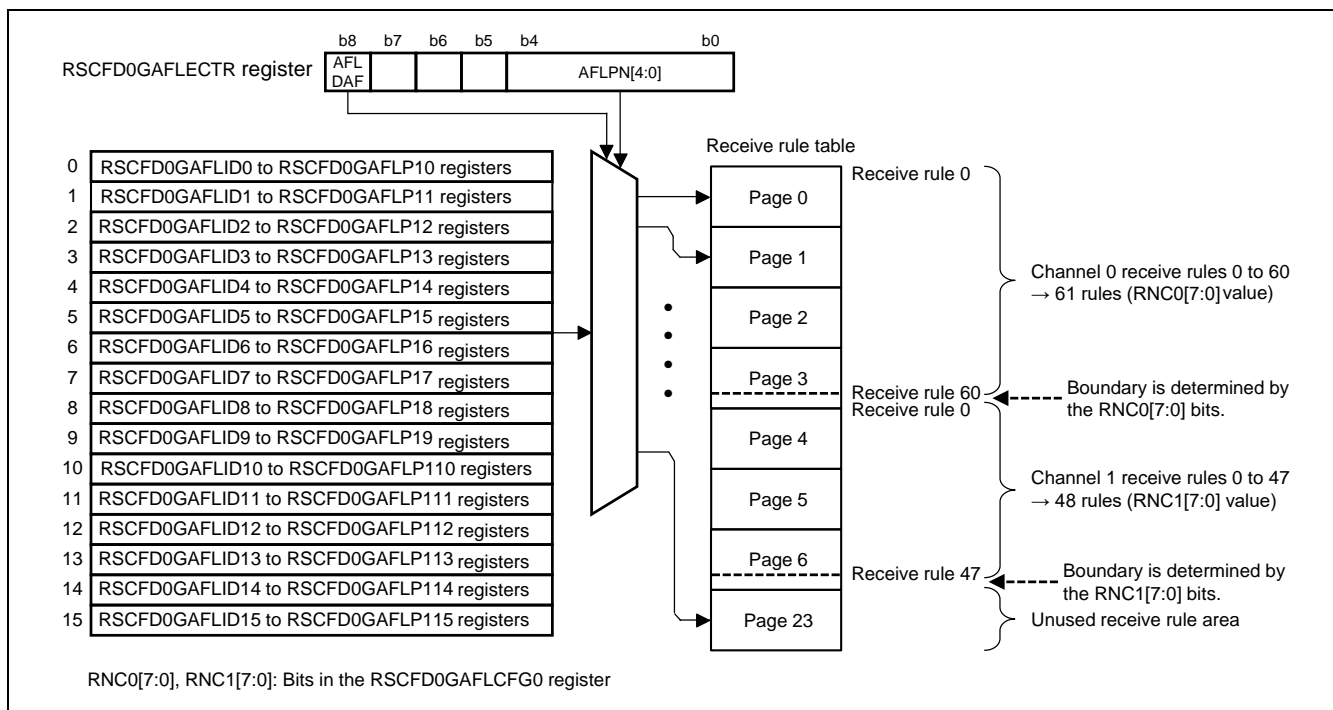 b8 b7 b6 b5 b4 b0
RSCFD0GAFLECTR register
AFL
DAF
AFLPN[4:0]
0 RSCFD0GAFLID0 to RSCFD0GAFLP10 registers
1 RSCFD0GAFLID1 to RSCFD0GAFLP11 registers
2 RSCFD0GAFLID2 to RSCFD0GAFLP12 registers
3 RSCFD0GAFLID3 to RSCFD0GAFLP13 registers
4 RSCFD0GAFLID4 to RSCFD0GAFLP14 registers
5 RSCFD0GAFLID5 to RSCFD0GAFLP15 registers
6 RSCFD0GAFLID6 to RSCFD0GAFLP16 registers
7 RSCFD0GAFLID7 to RSCFD0GAFLP17 registers
8 RSCFD0GAFLID8 to RSCFD0GAFLP18 registers
9 RSCFD0GAFLID9 to RSCFD0GAFLP19 registers
10 RSCFD0GAFLID10 to RSCFD0GAFLP110 registers
11 RSCFD0GAFLID11 to RSCFD0GAFLP111 registers
12 RSCFD0GAFLID12 to RSCFD0GAFLP112 registers
13 RSCFD0GAFLID13 to RSCFD0GAFLP113 registers
14 RSCFD0GAFLID14 to RSCFD0GAFLP114 registers
15 RSCFD0GAFLID15 to RSCFD0GAFLP115 registers
Receive rule table
Page 0
Page 1
Page 2
Page 3
Page 4
Page 5
Page 6
Page 23
Receive rule 0
Receive rule 60
Receive rule 0
Receive rule 47
Channel 0 receive rules 0 to 60
→ 61 rules (RNC0[7:0] value)
Boundary is determined by
the RNC0[7:0] bits.
Channel 1 receive rules 0 to 47
→ 48 rules (RNC1[7:0] value)
Boundary is determined by
the RNC1[7:0] bits.
Unused receive rule area
RNC0[7:0], RNC1[7:0]: Bits in the RSCFD0GAFLCFG0 register